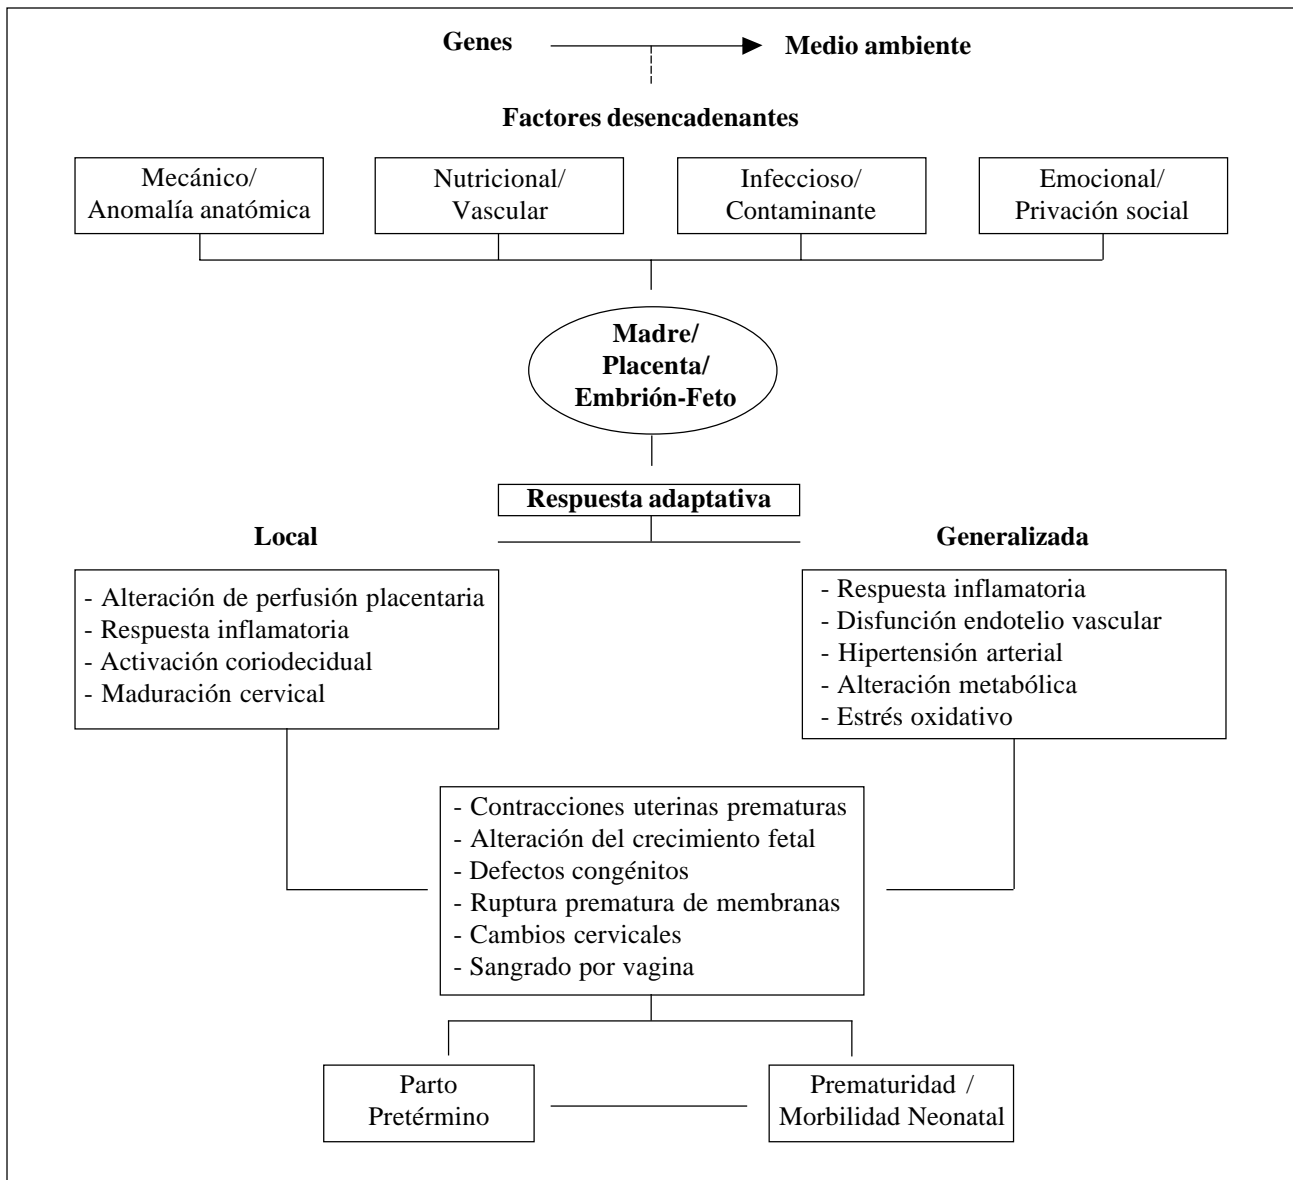 Genes
Medio ambiente
Factores desencadenantes
Mecánico/
Anomalía anatómica
Nutricional/
Vascular
Infeccioso/
Contaminante
Emocional/
Privación social
Madre/
Placenta/
Embrión-Feto
Respuesta adaptativa
Local
- Alteración de perfusión placentaria
- Respuesta inflamatoria
- Activación coriodecidual
- Maduración cervical
Generalizada
- Respuesta inflamatoria
- Disfunción endotelio vascular
- Hipertensión arterial
- Alteración metabólica
- Estrés oxidativo
- Contracciones uterinas prematuras
- Alteración del crecimiento fetal
- Defectos congénitos
- Ruptura prematura de membranas
- Cambios cervicales
- Sangrado por vagina
Parto
Pretérmino
Prematuridad /
Morbilidad Neonatal